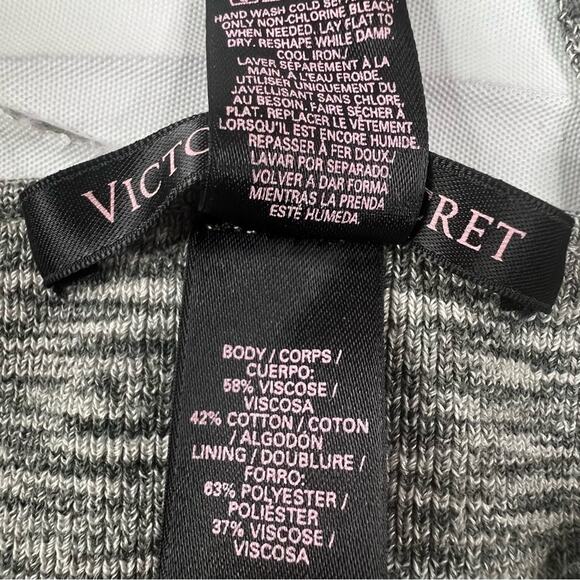 HAND WASH COLD SEP
ONLY NON-CHLORINE BLEACH
WHEN NEEDED, LAY FLAT TO
DRY. RESHAPE WHILE DAMP.
COOL IRON./
LAVER SÉPARÉMENT À LA
MAIN, À L'EAU FROIDE.
UTILISER UNIQUEMENT DU
JAVELLISANT SANS CHLORE,
AU BESOIN. FAIRE SÉCHER À
PLAT. REPLACER LE VÊTEMENT
LORSQU'IL EST ENCORE HUMIDE.
REPASSER À FER DOUX./
LAVAR POR SEPARADO.
VOLVER A DAR FORMA
MIENTRAS LA PRENDA
ESTÉ HÚMEDA.
VICTO RET
BODY / CORPS /
CUERPO:
58% VISCOSE /
VISCOSA
42% COTTON / COTON
/ ALGODÓN
LINING / DOUBLURE /
FORRO:
63% POLYESTER /
POLIÉSTER
37% VISCOSE /
VISCOSA